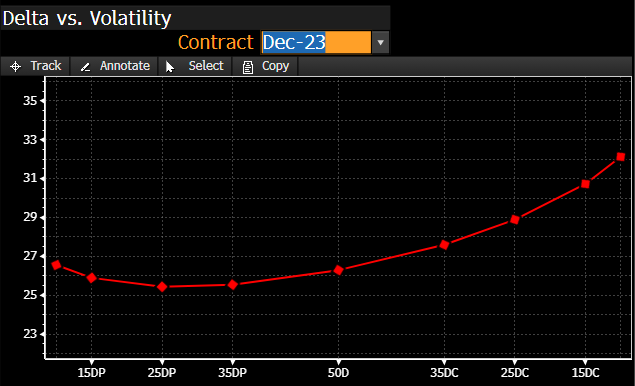 Delta vs. Volatility
Contract Dec-23
Track Annotate Select Copy
35
33
31
29
27
25
23
15DP 25DP 35DP 50D 35DC 25DC 15DC